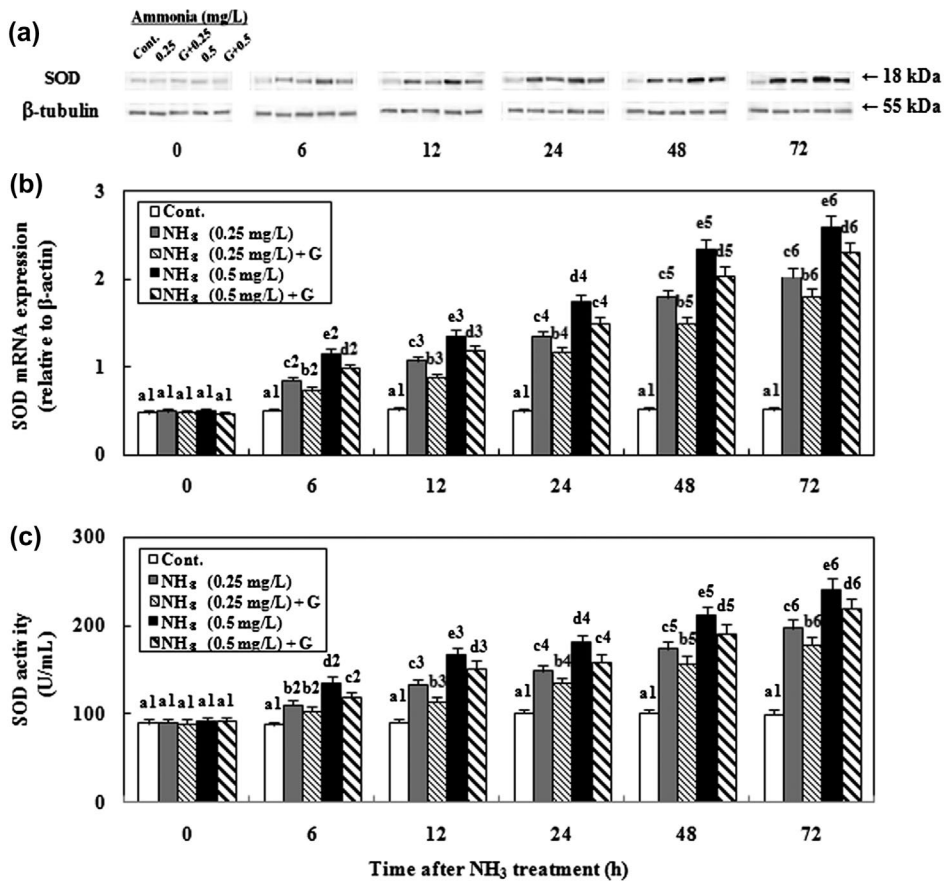 (a)
Ammonia (mg/L)
Cont. 0.25 G+0.25 0.5 G+0.5
SOD ← 18 kDa
β-tubulin ← 55 kDa
0 6 12 24 48 72
(b)
SOD mRNA expression
(relative to β-actin)
3
2
1
0
Cont.
NH₃ (0.25 mg/L)
NH₃ (0.25 mg/L) + G
NH₃ (0.5 mg/L)
NH₃ (0.5 mg/L) + G
a1 a1 a1 a1 a1
a1 c2 b2 e2 d2
a1 c3 b3 e3 d3
a1 c4 b4 d4 c4
a1 c5 b5 e5 d5
a1 c6 b6 e6 d6
0 6 12 24 48 72
(c)
SOD activity
(U/mL)
300
200
100
0
Cont.
NH₃ (0.25 mg/L)
NH₃ (0.25 mg/L) + G
NH₃ (0.5 mg/L)
NH₃ (0.5 mg/L) + G
a1 a1 a1 a1 a1
a1 b2 b2 d2 c2
a1 c3 b3 e3 d3
a1 c4 b4 d4 c4
a1 c5 b5 e5 d5
a1 c6 b6 e6 d6
0 6 12 24 48 72
Time after NH₃ treatment (h)